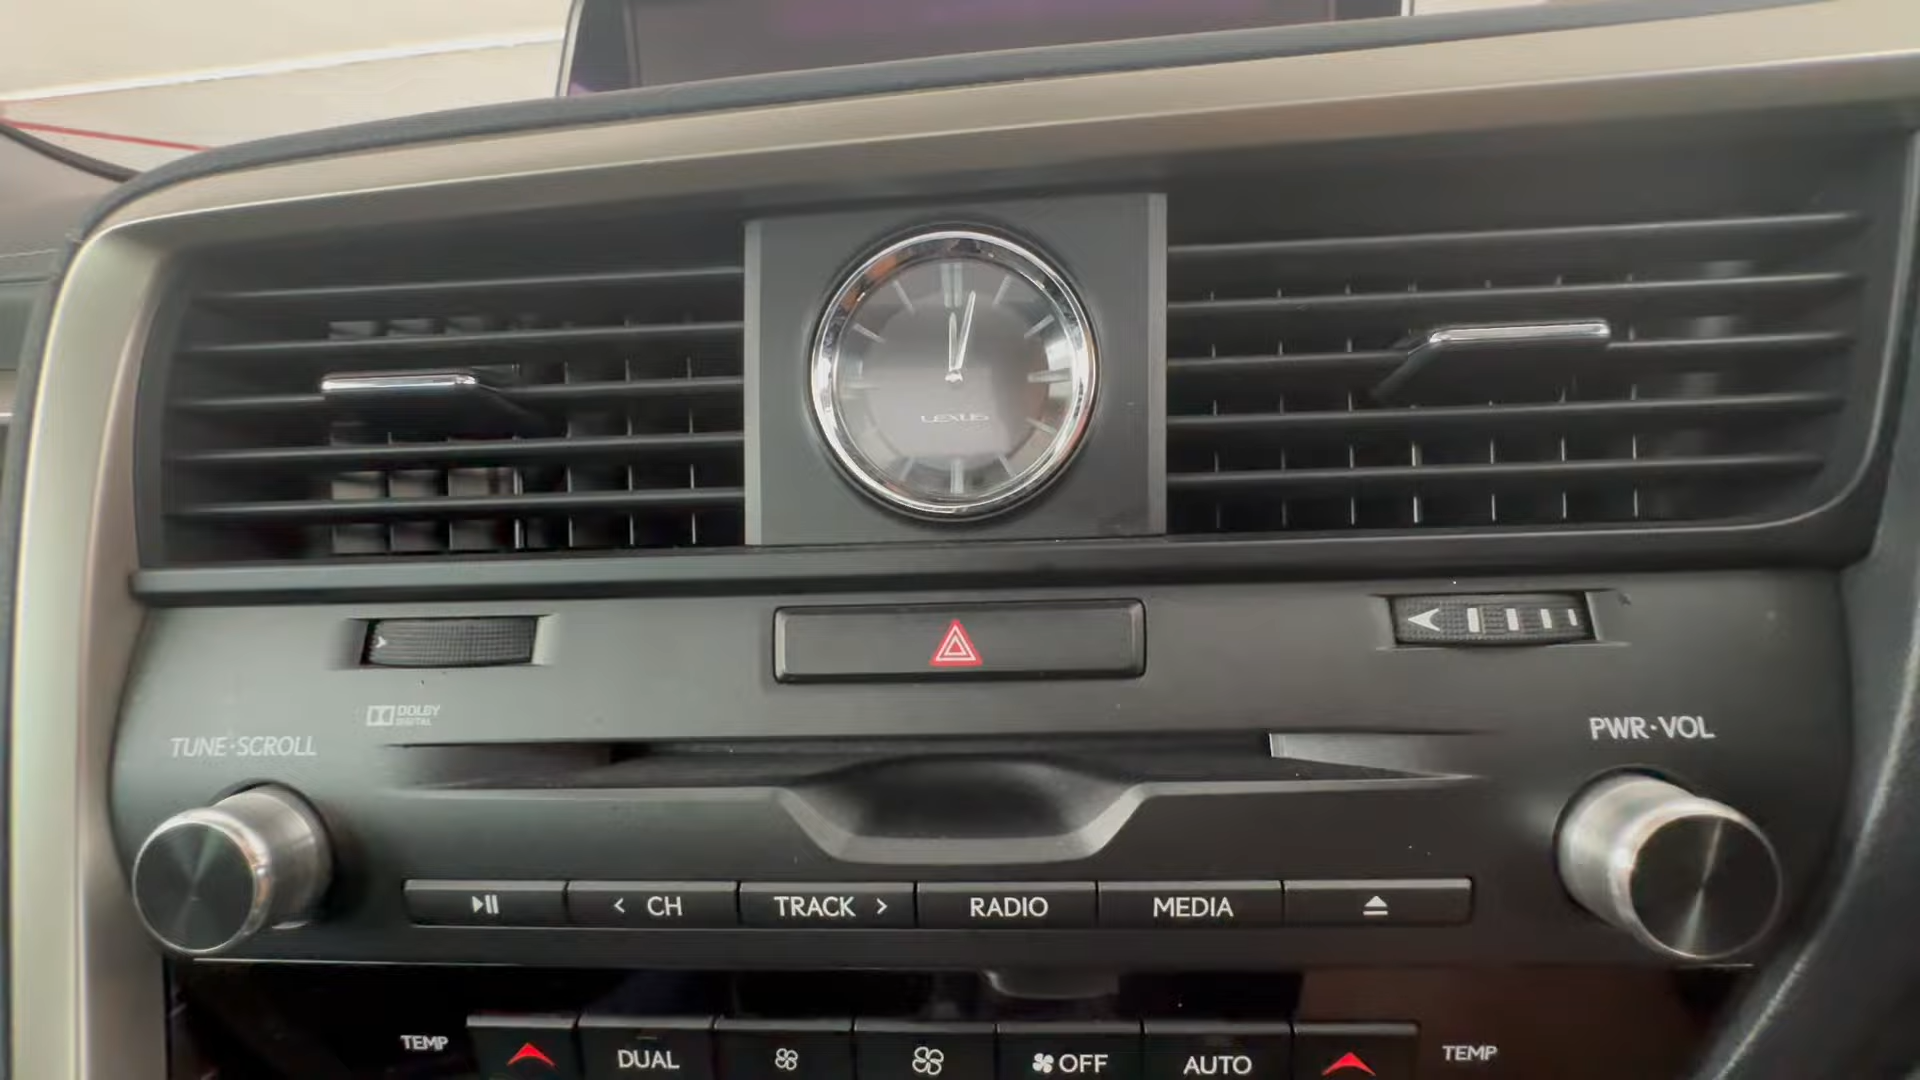 LEXUS
DOLBY
DIGITAL
TUNE·SCROLL
PWR·VOL
< CH
TRACK >
RADIO
MEDIA
TEMP
DUAL
OFF
AUTO
TEMP